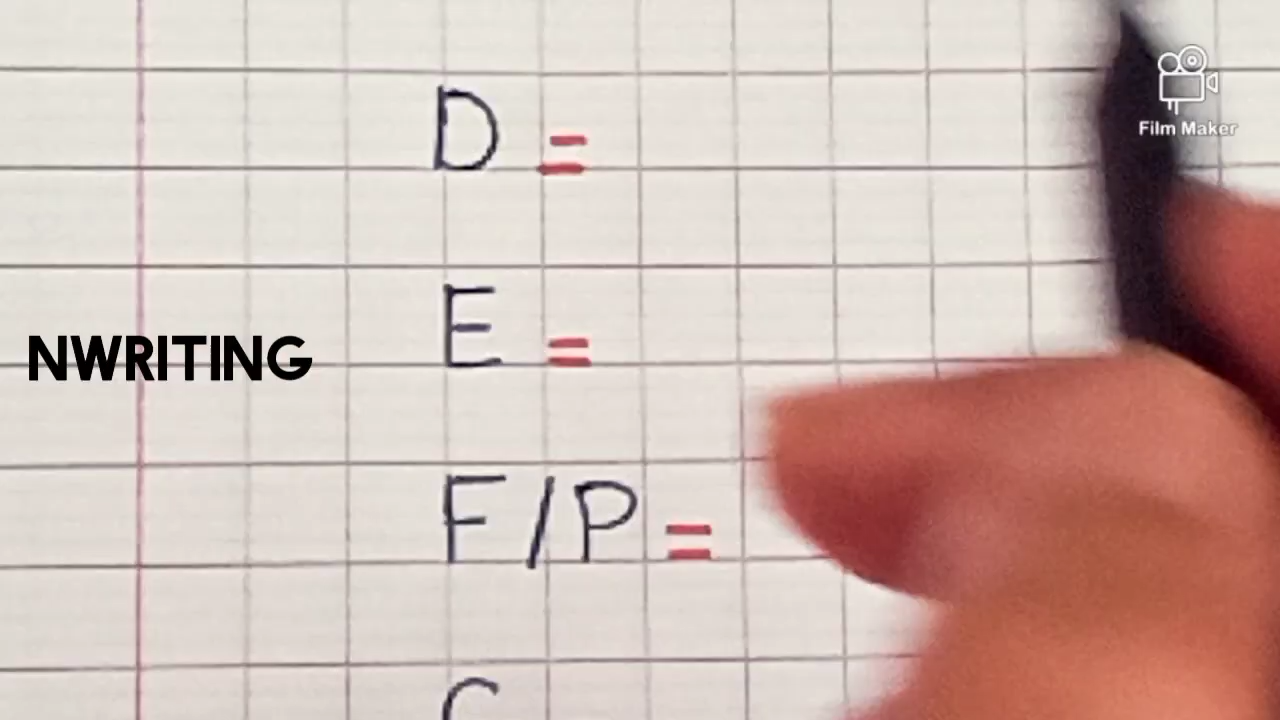 D =
Film Maker
E =
NWRITING
F/P =